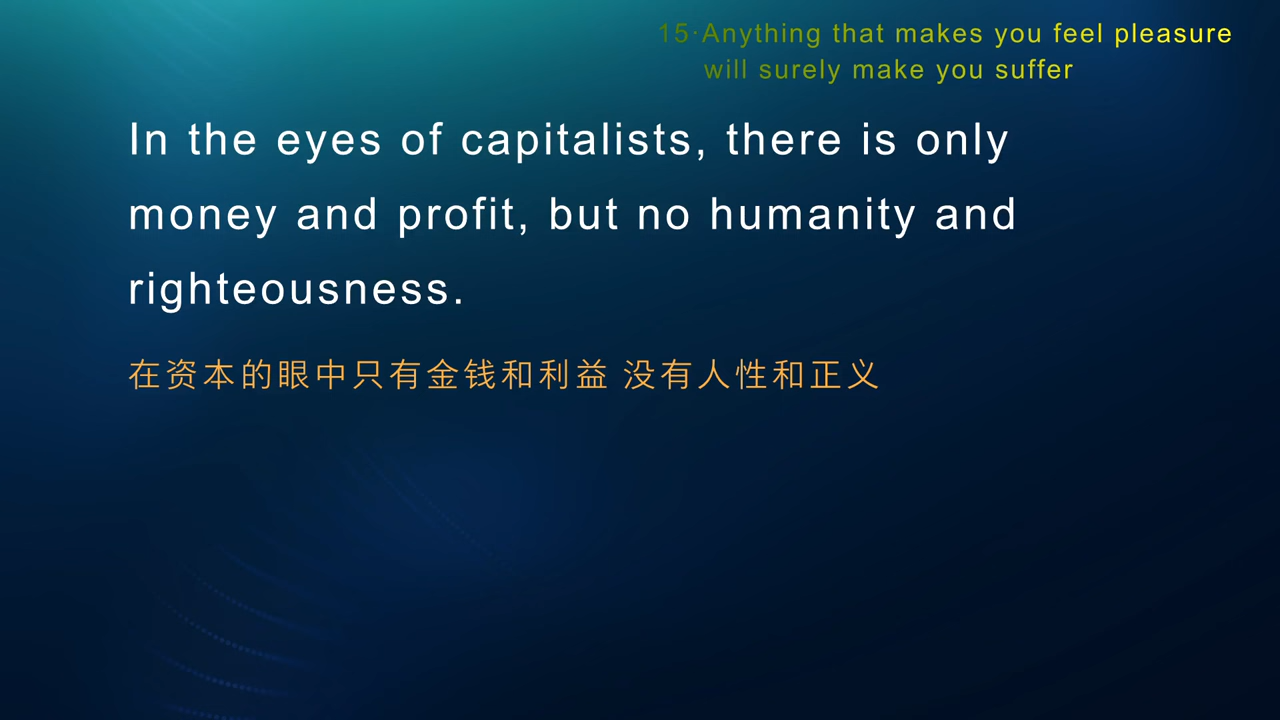 15·Anything that makes you feel pleasure
will surely make you suffer
In the eyes of capitalists, there is only
money and profit, but no humanity and
righteousness.
在资本的眼中只有金钱和利益 没有人性和正义